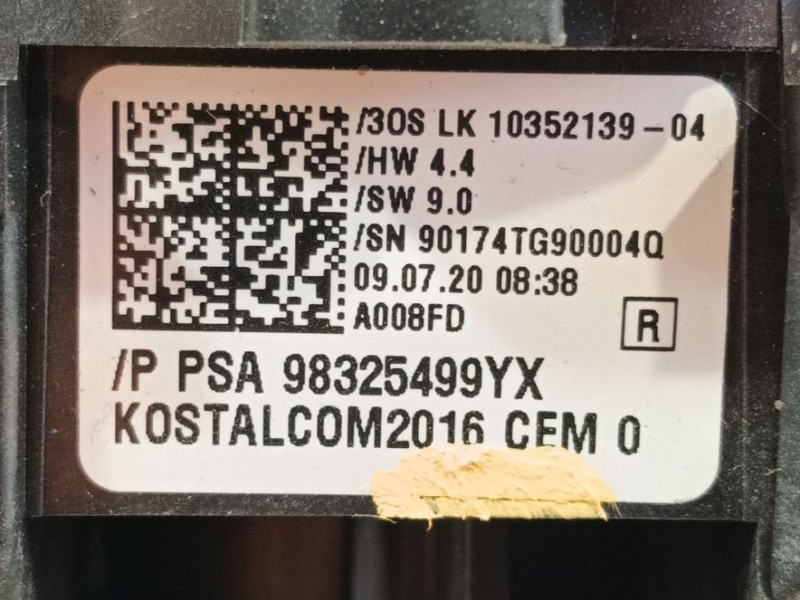 /3OS LK 10352139-04
/HW 4.4
/SW 9.0
/SN 90174TG90004Q
09.07.20 08:38
A008FD
R
/P PSA 98325499YX
KOSTALCOM2016 CEM 0